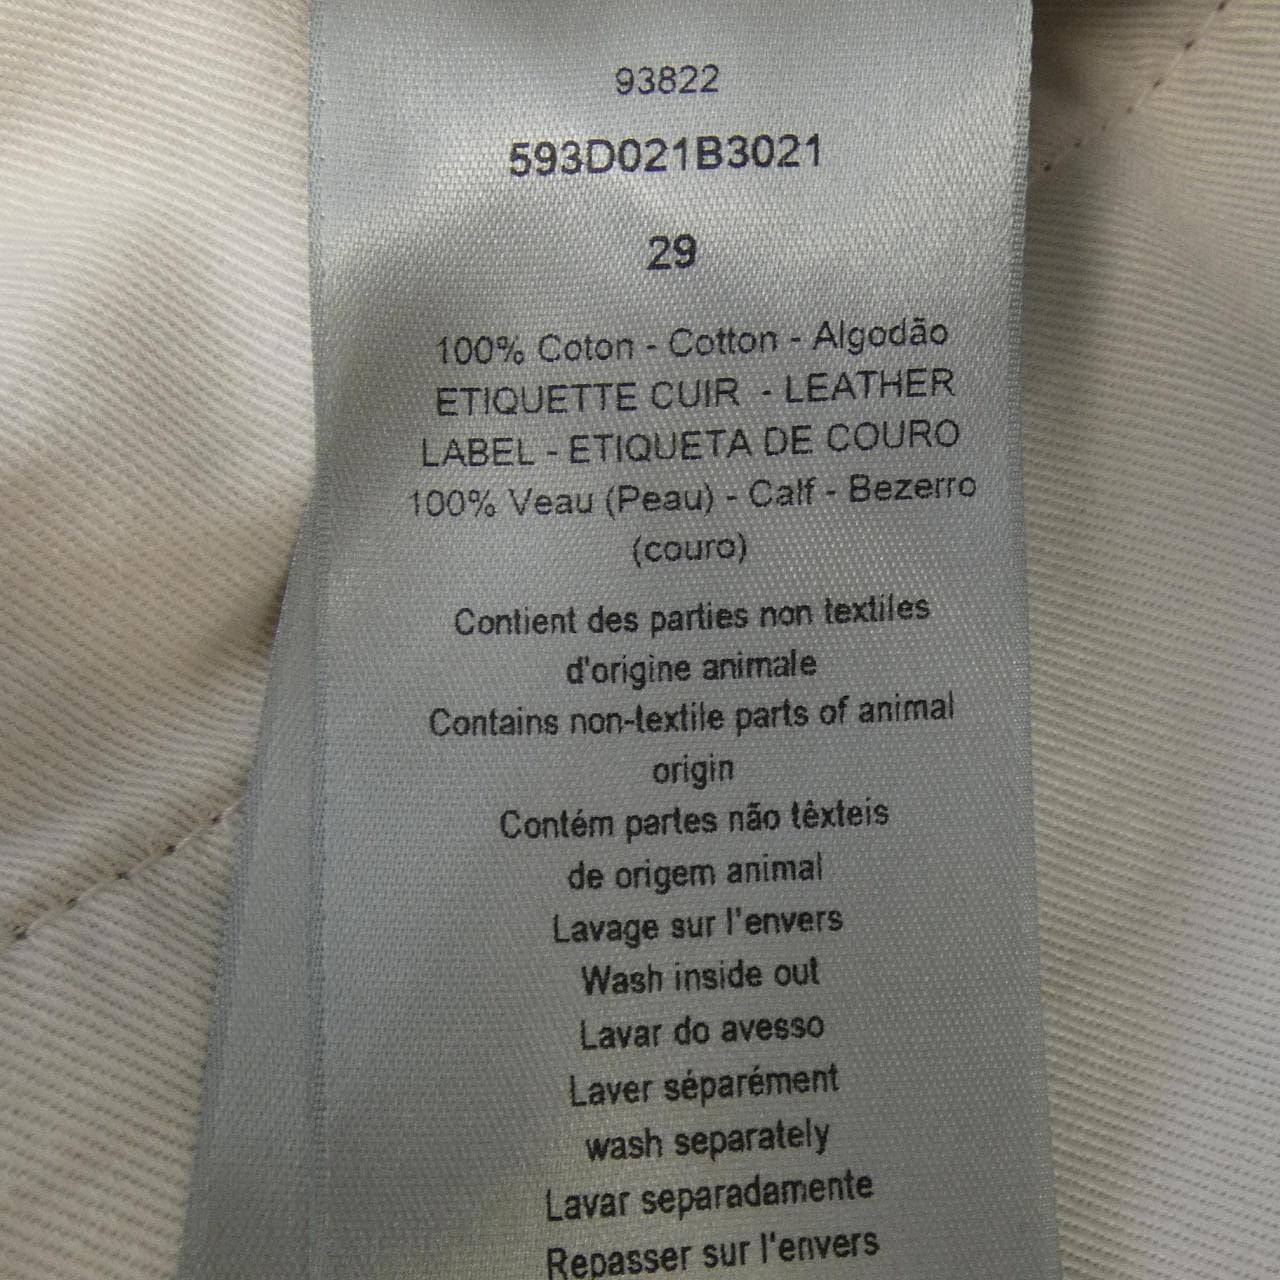 93822
593D021B3021
29
100% Coton - Cotton - Algodão
ETIQUETTE CUIR - LEATHER
LABEL - ETIQUETA DE COURO
100% Veau (Peau) - Calf - Bezerro
(couro)
Contient des parties non textiles
d'origine animale
Contains non-textile parts of animal
origin
Contém partes não têxteis
de origem animal
Lavage sur l'envers
Wash inside out
Lavar do avesso
Laver séparément
wash separately
Lavar separadamente
Repasser sur l'envers